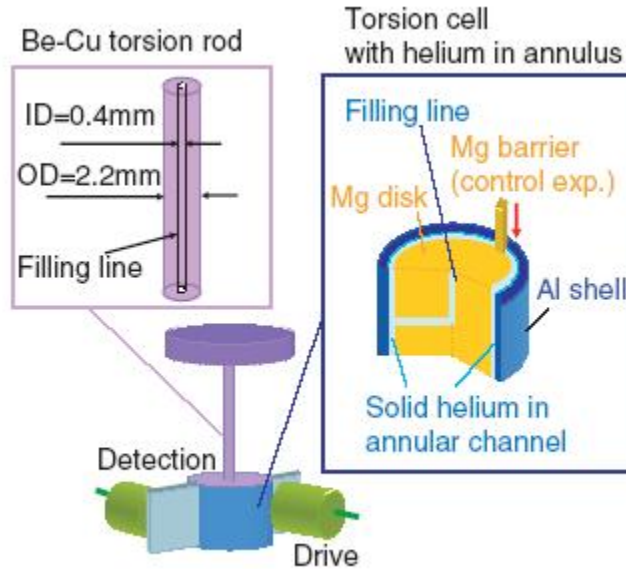 Be-Cu torsion rod
ID=0.4mm
OD=2.2mm
Filling line
Torsion cell
with helium in annulus
Filling line
Mg barrier
(control exp.)
Mg disk
Al shell
Solid helium in
annular channel
Detection
Drive